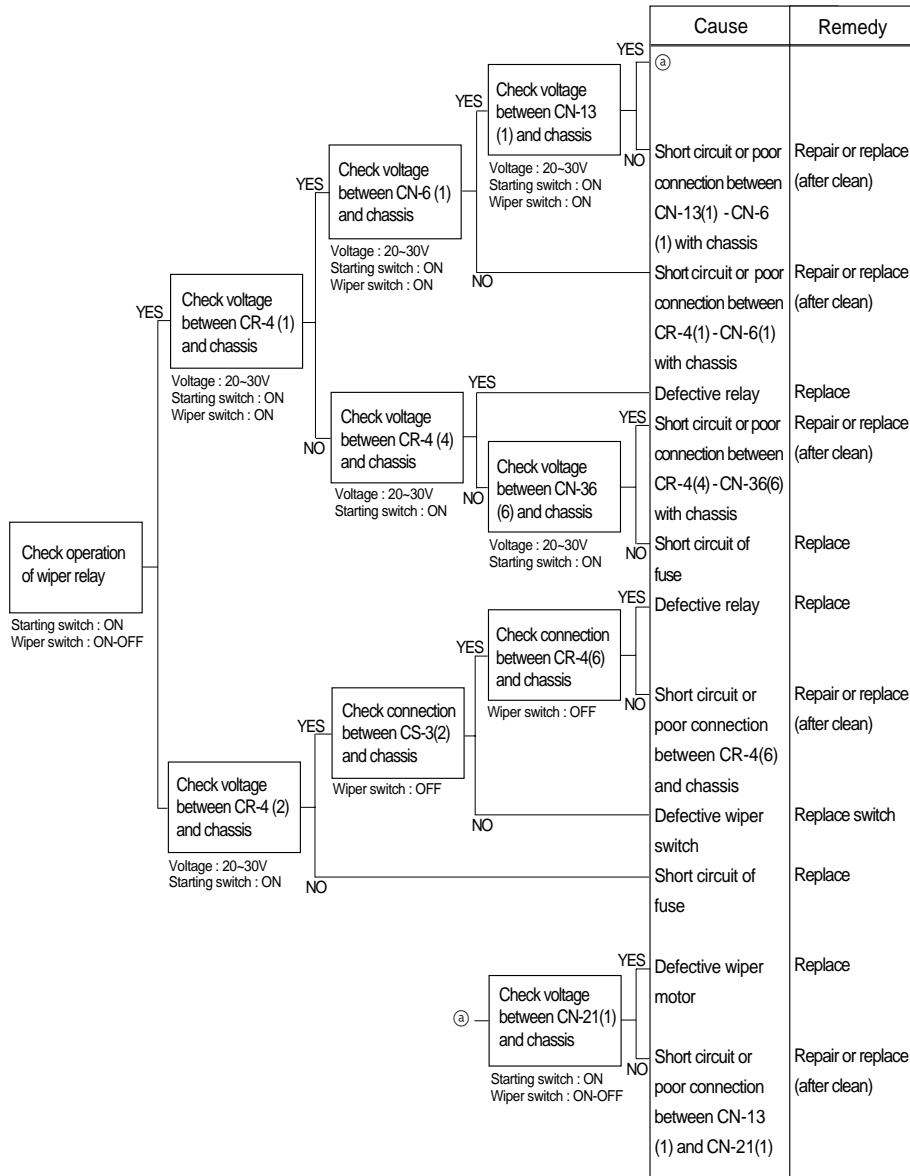 Cause
Remedy
YES
ⓐ
Check voltage
between CN-13
(1) and chassis
YES
NO
Voltage : 20~30V
Starting switch : ON
Wiper switch : ON
Short circuit or poor
connection between
CN-13(1) - CN-6
(1) with chassis
Repair or replace
(after clean)
Check voltage
between CN-6 (1)
and chassis
YES
Voltage : 20~30V
Starting switch : ON
Wiper switch : ON
NO
Short circuit or poor
connection between
CR-4(1) - CN-6(1)
with chassis
Repair or replace
(after clean)
YES
Check voltage
between CR-4 (1)
and chassis
Voltage : 20~30V
Starting switch : ON
Wiper switch : ON
YES
Defective relay
Replace
NO
Check voltage
between CR-4 (4)
and chassis
Voltage : 20~30V
Starting switch : ON
YES
Short circuit or poor
connection between
CR-4(4) - CN-36(6)
with chassis
Repair or replace
(after clean)
NO
Check voltage
between CN-36
(6) and chassis
Voltage : 20~30V
Starting switch : ON
NO
Short circuit of
fuse
Replace
Check operation
of wiper relay
Starting switch : ON
Wiper switch : ON-OFF
YES
Defective relay
Replace
YES
Check connection
between CR-4(6)
and chassis
Wiper switch : OFF
NO
Short circuit or
poor connection
between CR-4(6)
and chassis
Repair or replace
(after clean)
YES
Check connection
between CS-3(2)
and chassis
Wiper switch : OFF
NO
Defective wiper
switch
Replace switch
Check voltage
between CR-4 (2)
and chassis
Voltage : 20~30V
Starting switch : ON
NO
Short circuit of
fuse
Replace
YES
Defective wiper
motor
Replace
ⓐ
Check voltage
between CN-21(1)
and chassis
Starting switch : ON
Wiper switch : ON-OFF
NO
Short circuit or
poor connection
between CN-13
(1) and CN-21(1)
Repair or replace
(after clean)